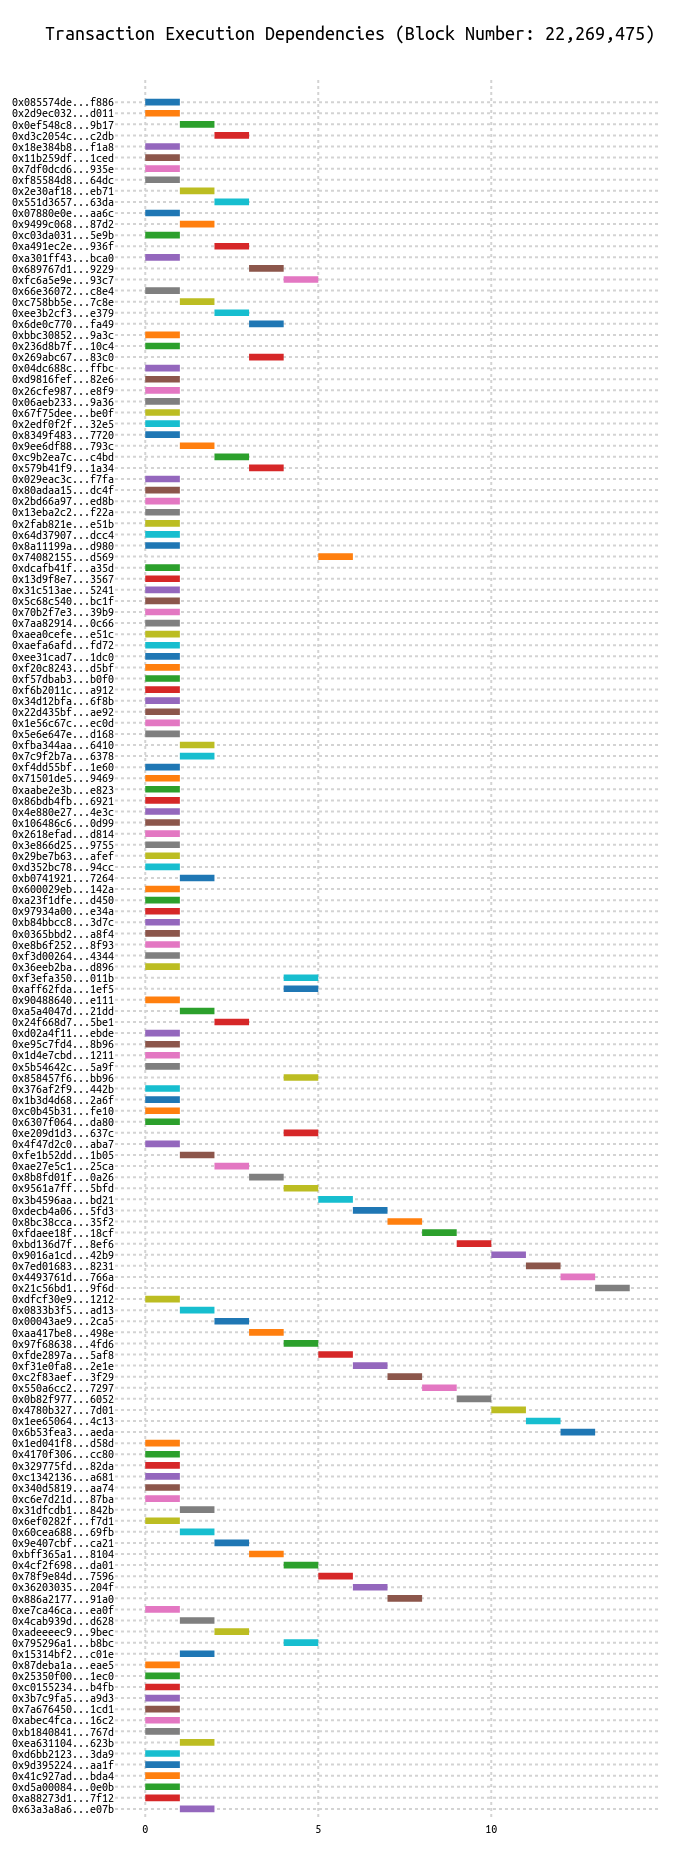 Transaction Execution Dependencies (Block Number: 22,269,475)
0x085574de...f886
0x2d9ec032...d011
0x0ef548c8...9b17
0xd3c2054c...c2db
0x18e384b8...f1a8
0x11b259df...1ced
0x7df0dcd6...935e
0xf85584d8...64dc
0x2e30af18...eb71
0x551d3657...63da
0x07880e0e...aa6c
0x9499c068...87d2
0xc03da031...5e9b
0xa491ec2e...936f
0xa301ff43...bca0
0x689767d1...9229
0xfc6a5e9e...93c7
0x66e36072...c8e4
0xc758bb5e...7c8e
0xee3b2cf3...e379
0x6de0c770...fa49
0xbbc30852...9a3c
0x236d8b7f...10c4
0x269abc67...83c0
0x04dc688c...ffbc
0xd9816fef...82e6
0x26cfe987...e8f9
0x06aeb233...9a36
0x67f75dee...be0f
0x2edf0f2f...32e5
0x8349f483...7720
0x9ee6df88...793c
0xc9b2ea7c...c4bd
0x579b41f9...1a34
0x029eac3c...f7fa
0x80adaa15...dc4f
0x2bd66a97...ed8b
0x13eba2c2...f22a
0x2fab821e...e51b
0x64d37907...dcc4
0x8a11199a...d980
0x74082155...d569
0xdcafb41f...a35d
0x13d9f8e7...3567
0x31c513ae...5241
0x5c68c540...bc1f
0x70b2f7e3...39b9
0x7aa82914...0c66
0xaea0cefe...e51c
0xaefa6afd...fd72
0xee31cad7...1dc0
0xf20c8243...d5bf
0xf57dbab3...b0f0
0xf6b2011c...a912
0x34d12bfa...6f8b
0x22d435bf...ae92
0x1e56c67c...ec0d
0x5e6e647e...d168
0xfba344aa...6410
0x7c9f2b7a...6378
0xf4dd55bf...1e60
0x71501de5...9469
0xaabe2e3b...e823
0x86bdb4fb...6921
0x4e880e27...4e3c
0x106486c6...0d99
0x2618efad...d814
0x3e866d25...9755
0x29be7b63...afef
0xd352bc78...94cc
0xb0741921...7264
0x600029eb...142a
0xa23f1dfe...d450
0x97934a00...e34a
0xb84bbcc8...3d7c
0x0365bbd2...a8f4
0xe8b6f252...8f93
0xf3d00264...4344
0x36eeb2ba...d896
0xf3efa350...011b
0xaff62fda...1ef5
0x90488640...e111
0xa5a4047d...21dd
0x24f668d7...5be1
0xd02a4f11...ebde
0xe95c7fd4...8b96
0x1d4e7cbd...1211
0x5b54642c...5a9f
0x858457f6...bb96
0x376af2f9...442b
0x1b3d4d68...2a6f
0xc0b45b31...fe10
0x6307f064...da80
0xe209d1d3...637c
0x4f47d2c0...aba7
0xfe1b52dd...1b05
0xae27e5c1...25ca
0x8b8fd01f...0a26
0x9561a7ff...5bfd
0x3b4596aa...bd21
0xdecb4a06...5fd3
0x8bc38cca...35f2
0xfdaee18f...18cf
0xbd136d7f...8ef6
0x9016a1cd...42b9
0x7ed01683...8231
0x4493761d...766a
0x21c56bd1...9f6d
0xdfcf30e9...1212
0x0833b3f5...ad13
0x00043ae9...2ca5
0xaa417be8...498e
0x97f68638...4fd6
0xfde2897a...5af8
0xf31e0fa8...2e1e
0xc2f83aef...3f29
0x550a6cc2...7297
0x0b82f977...6052
0x4780b327...7d01
0x1ee65064...4c13
0x6b53fea3...aeda
0x1ed041f8...d58d
0x4170f306...cc80
0x329775fd...82da
0xc1342136...a681
0x340d5819...aa74
0xc6e7d21d...87ba
0x31dfcdb1...842b
0x6ef0282f...f7d1
0x60cea688...69fb
0x9e407cbf...ca21
0xbff365a1...8104
0x4cf2f698...da01
0x78f9e84d...7596
0x36203035...204f
0x886a2177...91a0
0xe7ca46ca...ea0f
0x4cab939d...d628
0xadeeeec9...9bec
0x795296a1...b8bc
0x15314bf2...c01e
0x87deba1a...eae5
0x25350f00...1ec0
0xc0155234...b4fb
0x3b7c9fa5...a9d3
0x7a676450...1cd1
0xabec4fca...16c2
0xb1840841...767d
0xea631104...623b
0xd6bb2123...3da9
0x9d395224...aa1f
0x41c927ad...bda4
0xd5a00084...0e0b
0xa88273d1...7f12
0x63a3a8a6...e07b
0 5 10